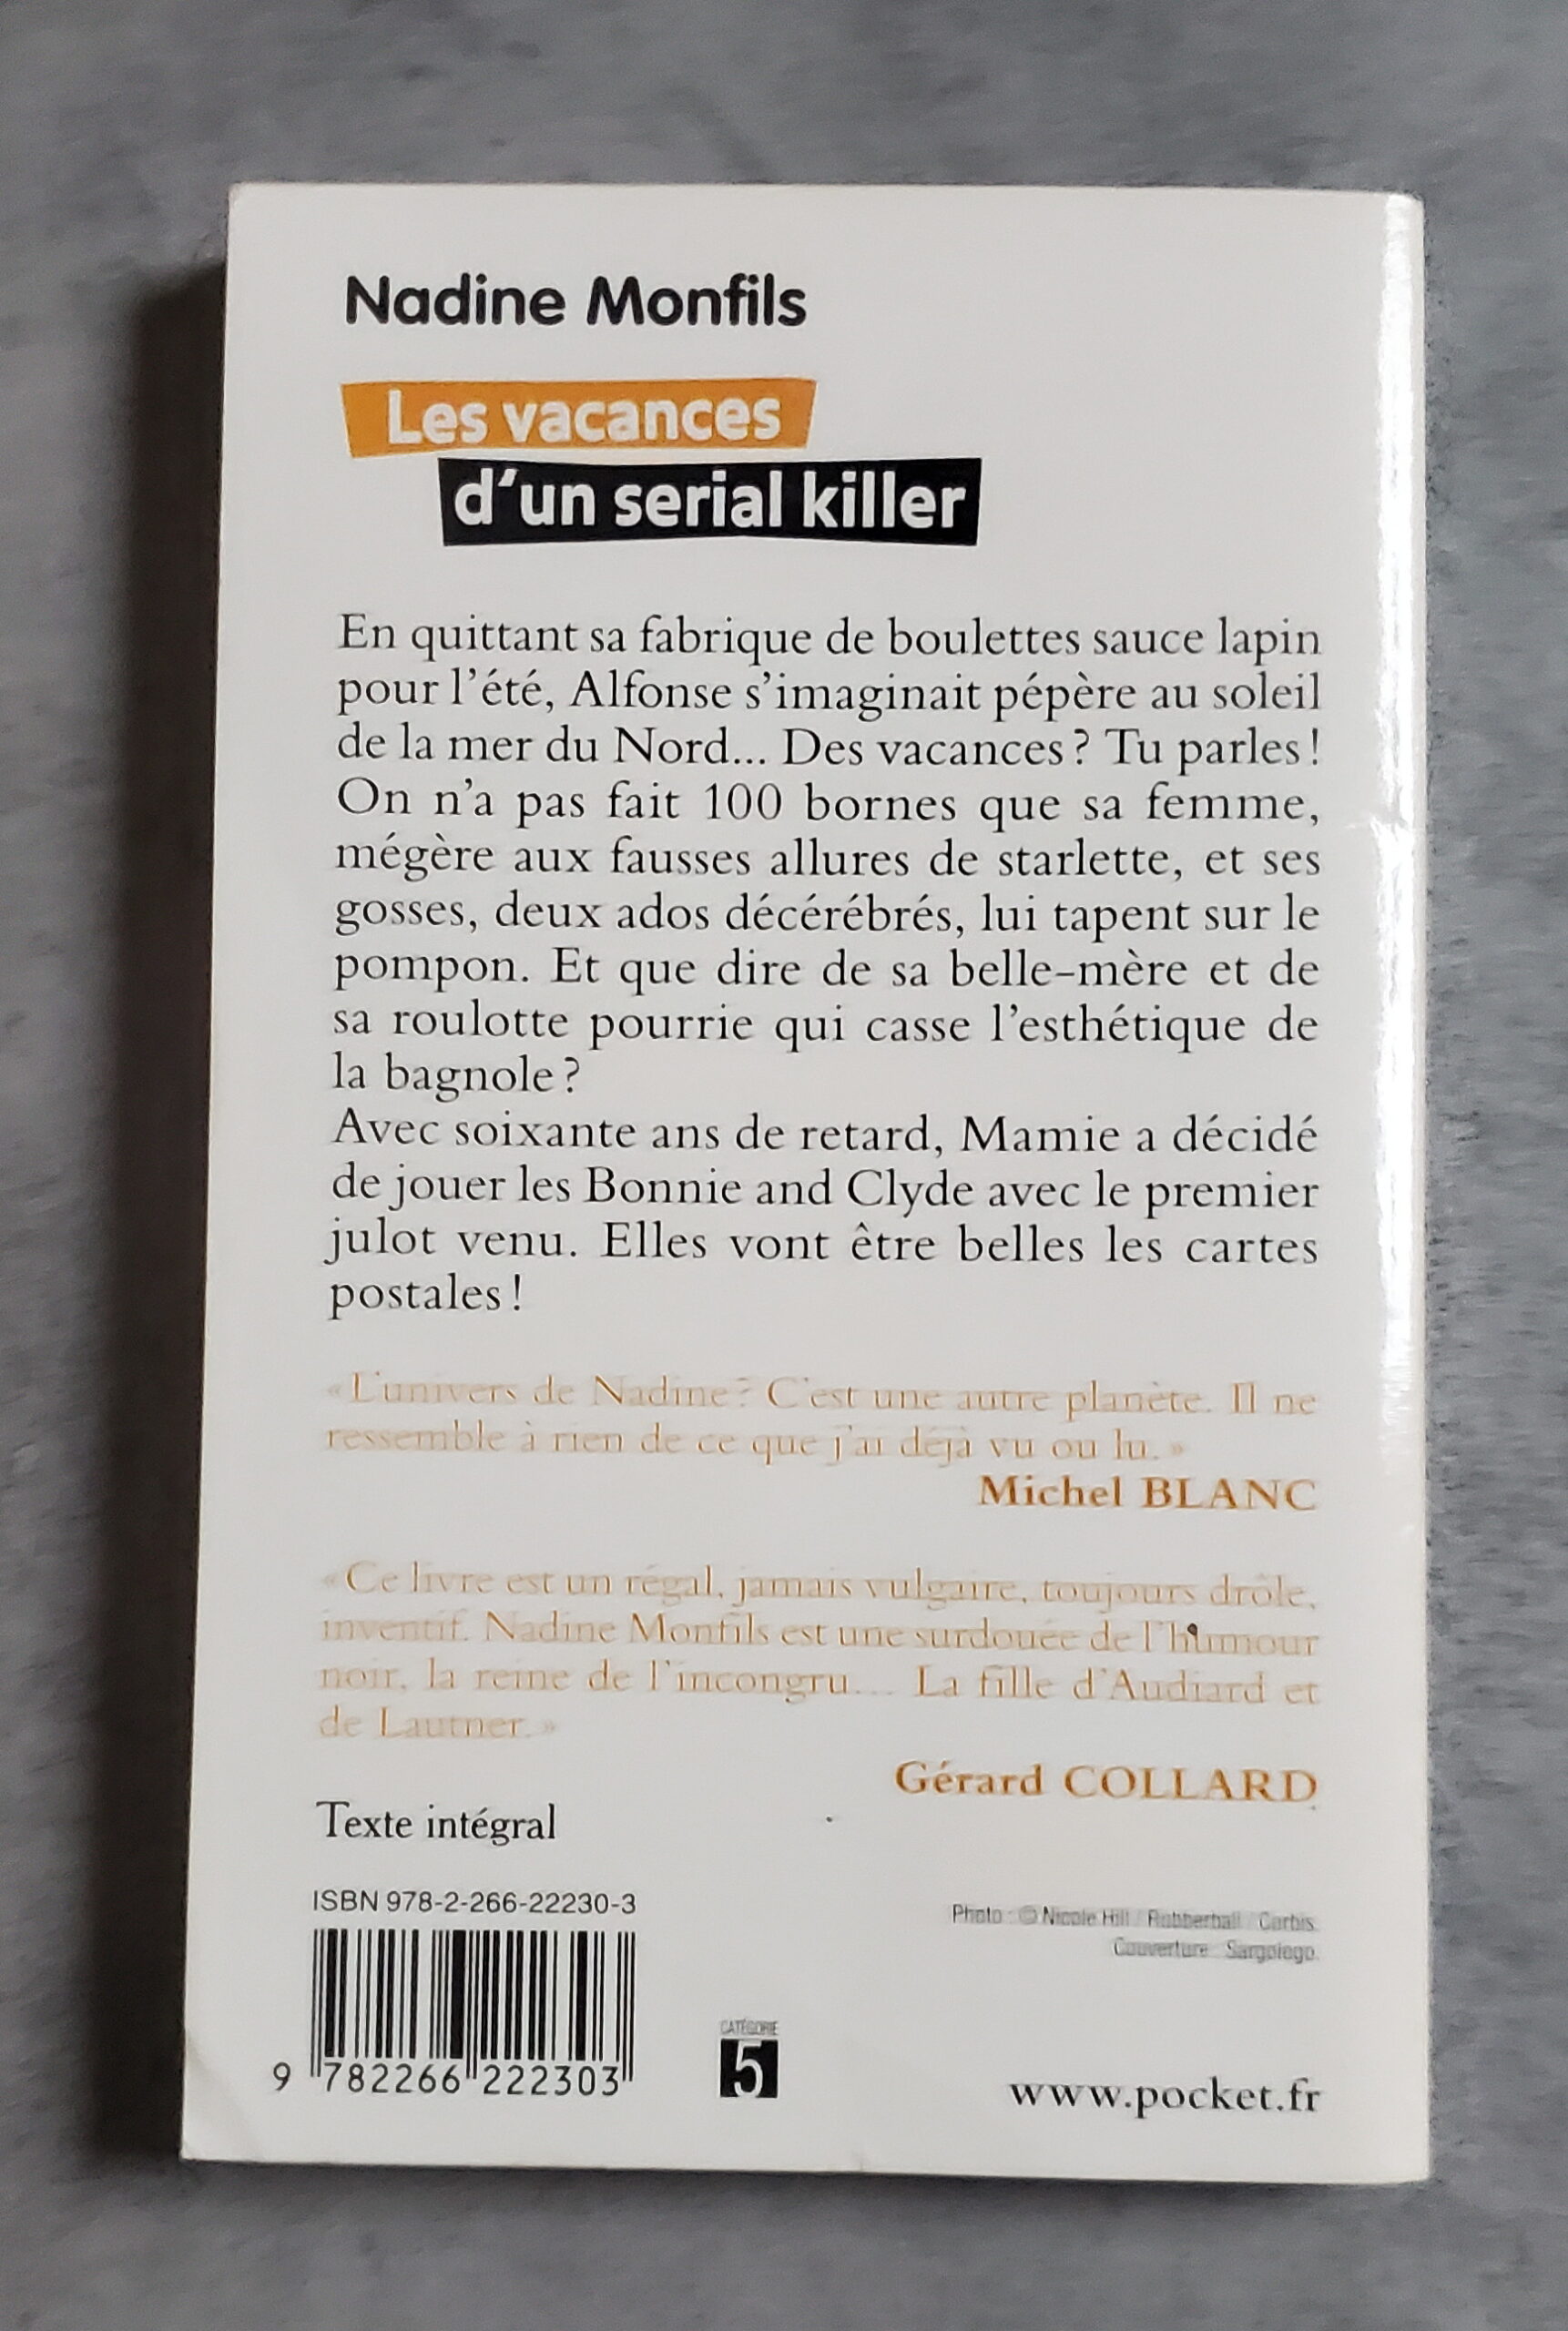 Nadine Monfils
Les vacances
d'un serial killer
En quittant sa fabrique de boulettes sauce lapin
pour l'été, Alfonse s'imaginait pépère au soleil
de la mer du Nord... Des vacances ? Tu parles !
On n'a pas fait 100 bornes que sa femme,
mégère aux fausses allures de starlette, et ses
gosses, deux ados décérébrés, lui tapent sur le
pompon. Et que dire de sa belle-mère et de
sa roulotte pourrie qui casse l'esthétique de
la bagnole ?
Avec soixante ans de retard, Mamie a décidé
de jouer les Bonnie and Clyde avec le premier
julot venu. Elles vont être belles les cartes
postales !
« L'univers de Nadine ? C'est une autre planète. Il ne
ressemble à rien de ce que j'ai déjà vu ou lu. »
Michel BLANC
« Ce livre est un régal, jamais vulgaire, toujours drôle,
inventif. Nadine Monfils est une surdouée de l'humour
noir, la reine de l'incongru... La fille d'Audiard et
de Lautner. »
Gérard COLLARD
Texte intégral
ISBN 978-2-266-22230-3
Photo : © Nicole Hill / Rubberball / Corbis.
Couverture : Sargologo.
9 782266 222303
CATÉGORIE
5
www.pocket.fr